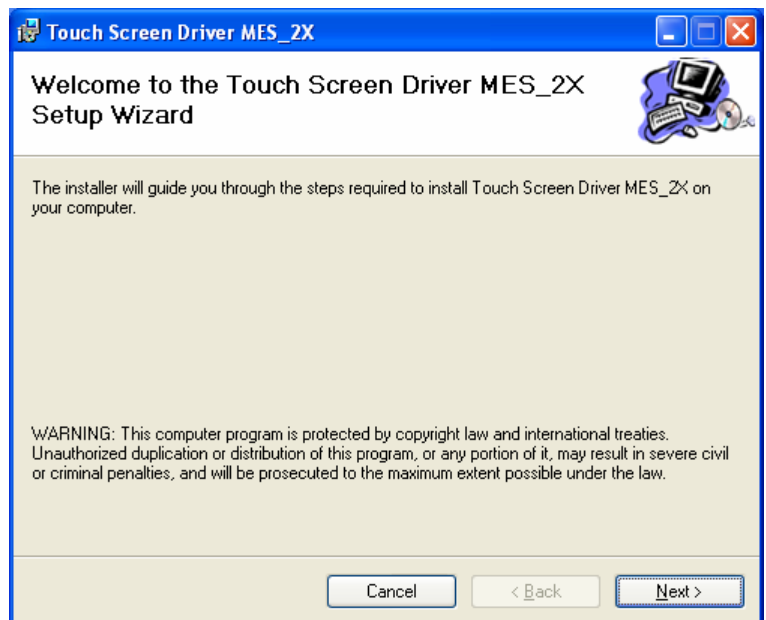 Touch Screen Driver MES_2X
Welcome to the Touch Screen Driver MES_2X
Setup Wizard
The installer will guide you through the steps required to install Touch Screen Driver MES_2X on
your computer.
WARNING: This computer program is protected by copyright law and international treaties.
Unauthorized duplication or distribution of this program, or any portion of it, may result in severe civil
or criminal penalties, and will be prosecuted to the maximum extent possible under the law.
Cancel
< Back
Next >